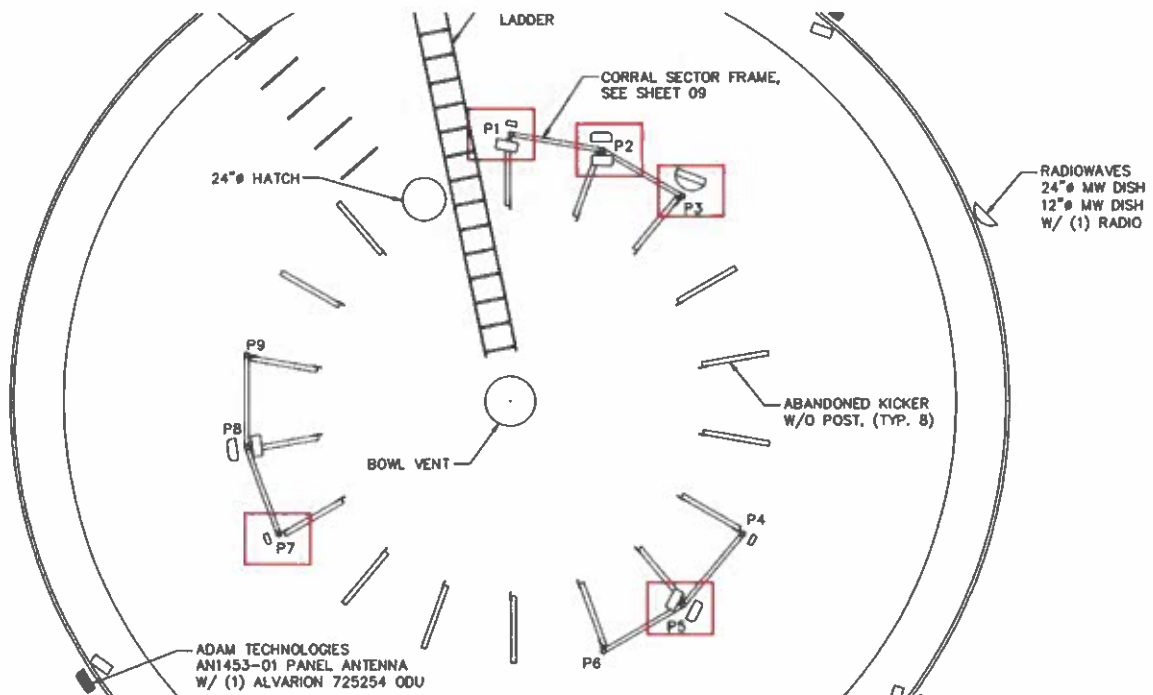 LADDER
CORRAL SECTOR FRAME,
SEE SHEET 09
P1
P2
P3
24"ø HATCH
RADIOWAVES
24"ø MW DISH
12"ø MW DISH
W/ (1) RADIO
P9
ABANDONED KICKER
W/O POST. (TYP. 8)
P8
BOWL VENT
P4
P7
P5
P6
ADAM TECHNOLOGIES
AN1453-01 PANEL ANTENNA
W/ (1) ALVARION 725254 ODU